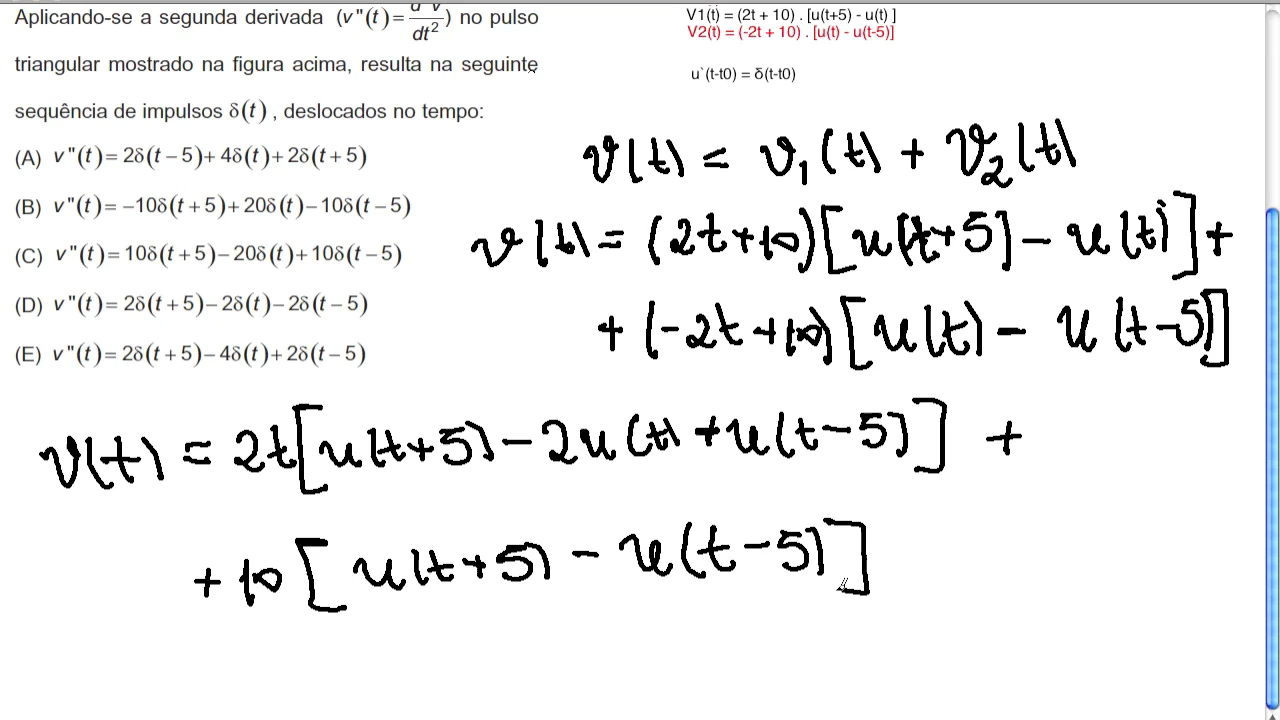 Aplicando-se a segunda derivada (v"(t)=d²v/dt²) no pulso
triangular mostrado na figura acima, resulta na seguinte
sequência de impulsos δ(t), deslocados no tempo:
(A) v"(t)= 2δ(t−5)+4δ(t)+2δ(t+5)
(B) v"(t)= −10δ(t+5)+20δ(t)−10δ(t−5)
(C) v"(t)= 10δ(t+5)−20δ(t)+10δ(t−5)
(D) v"(t)= 2δ(t+5)−2δ(t)−2δ(t−5)
(E) v"(t)= 2δ(t+5)−4δ(t)+2δ(t−5)
V1(t) = (2t + 10) . [u(t+5) - u(t) ]
V2(t) = (-2t + 10) . [u(t) - u(t-5)]
u`(t-t0) = δ(t-t0)
v(t) = v₁(t) + v₂(t)
v(t) = (2t+10)[u(t+5) − u(t)] +
+ (−2t+10)[u(t) − u(t−5)]
v(t) = 2t[u(t+5) − 2u(t) + u(t−5)] +
+ 10 [u(t+5) − u(t−5)]